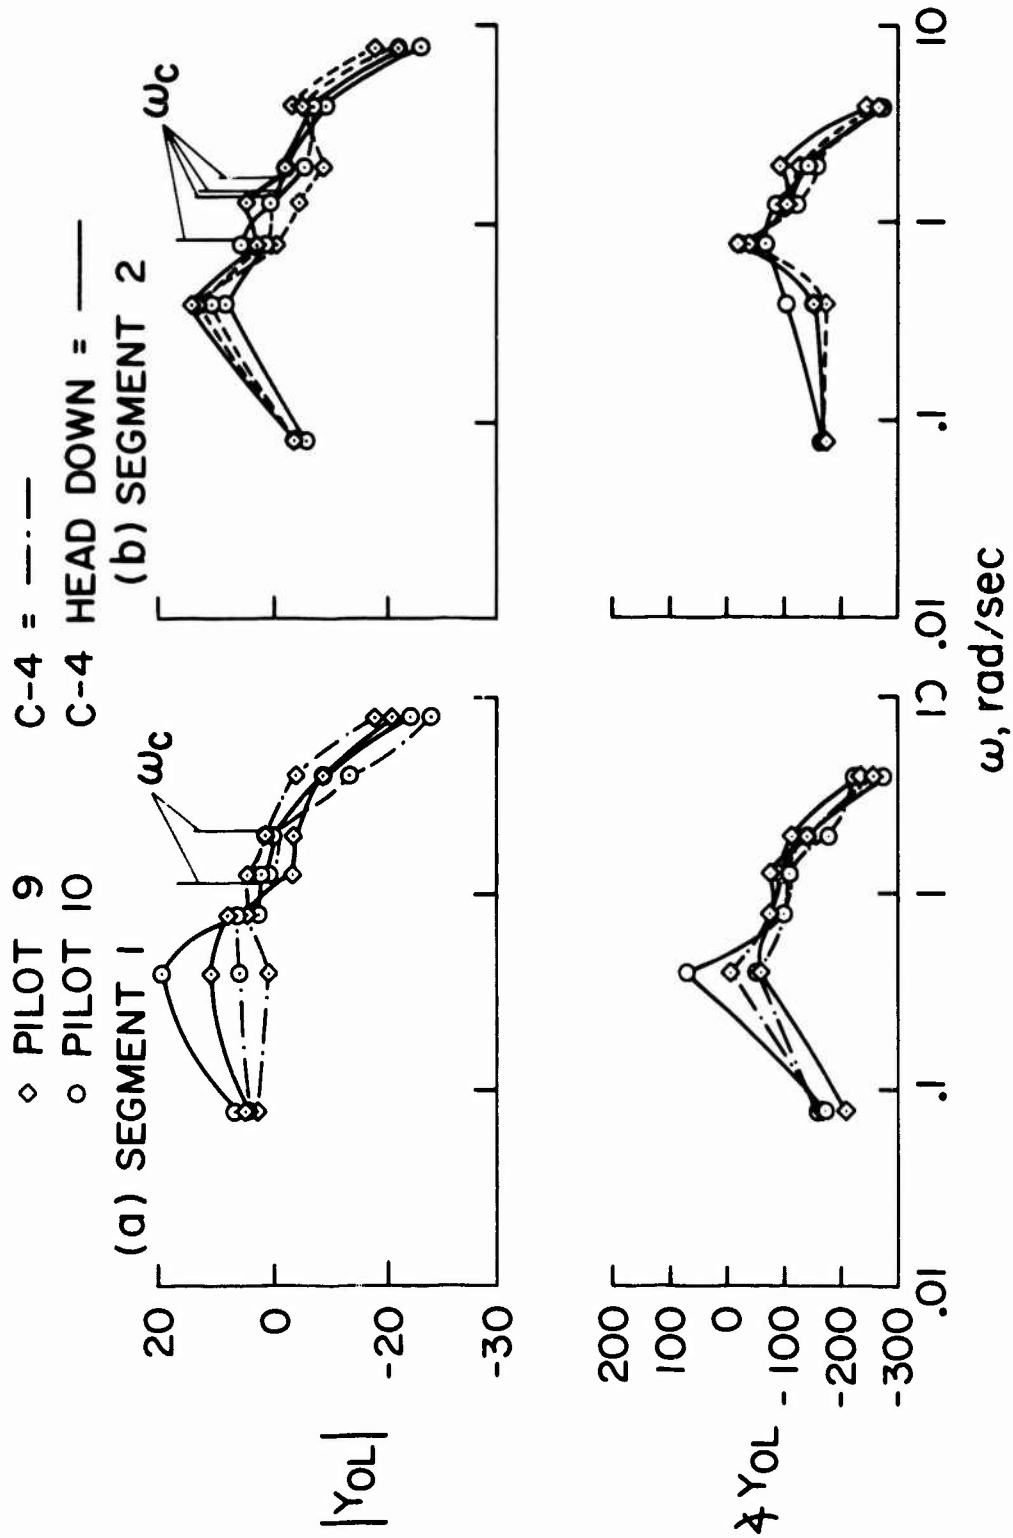 ◇ PILOT 9 C-4 = —·—
○ PILOT 10 C-4 HEAD DOWN = ——
(a) SEGMENT 1
(b) SEGMENT 2
ωc
ωc
|YOL|
20
0
-20
-30
∡ YOL
200
100
0
-100
-200
-300
.01
.1
1
10
.01
.1
1
10
ω, rad/sec